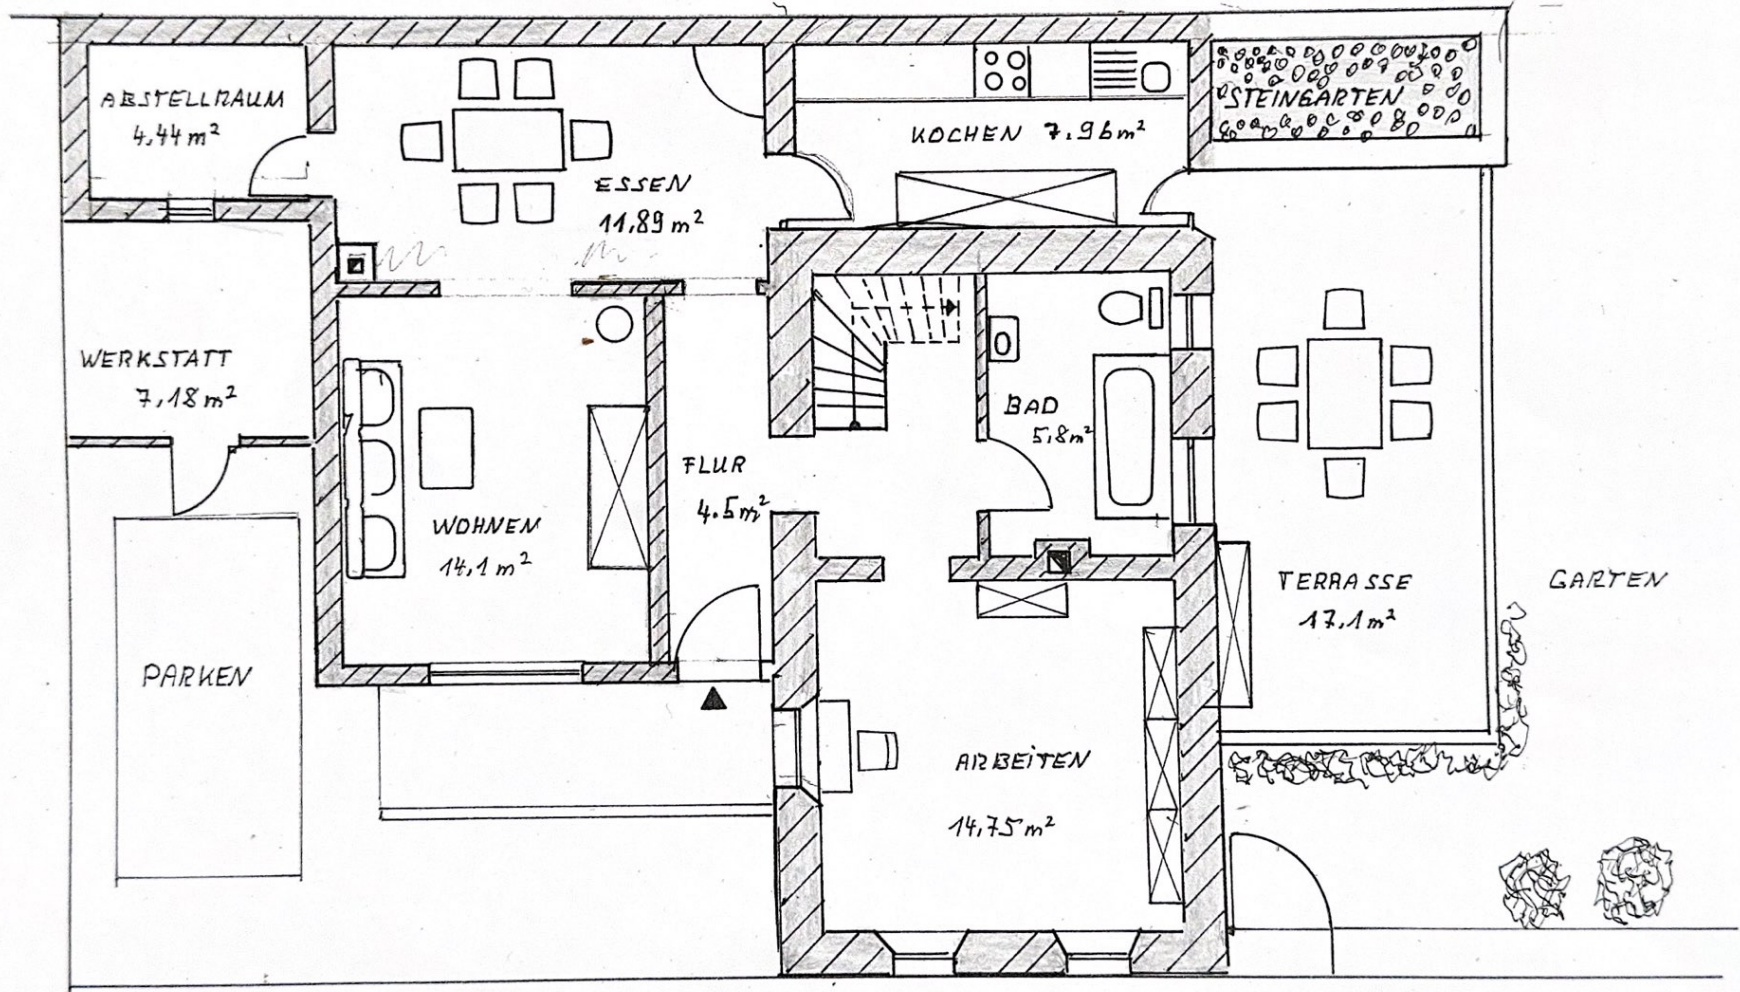 ABSTELLRAUM
4.44 m²
ESSEN
11,89 m²
KOCHEN 7.96 m²
STEINGARTEN
WERKSTATT
7,18 m²
WOHNEN
14,1 m²
FLUR
4.5 m²
BAD
5,8 m²
TERRASSE
17,1 m²
GARTEN
PARKEN
ARBEITEN
14,75 m²